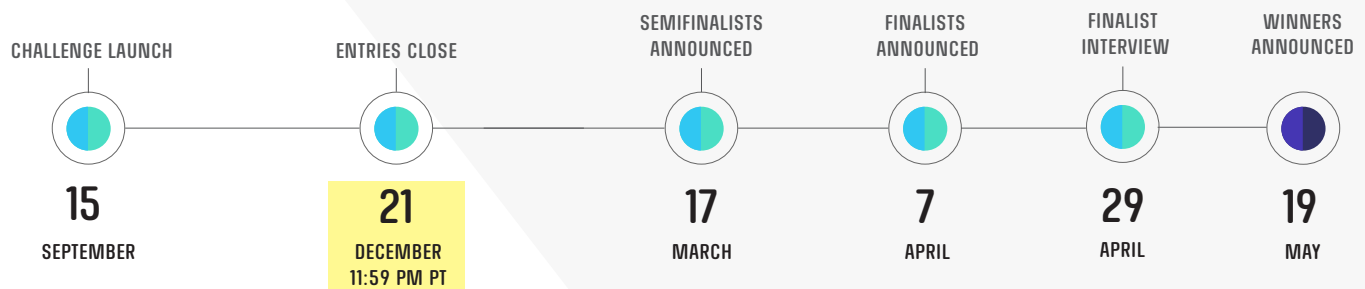 CHALLENGE LAUNCH
15
SEPTEMBER
ENTRIES CLOSE
21
DECEMBER
11:59 PM PT
SEMIFINALISTS
ANNOUNCED
17
MARCH
FINALISTS
ANNOUNCED
7
APRIL
FINALIST
INTERVIEW
29
APRIL
WINNERS
ANNOUNCED
19
MAY